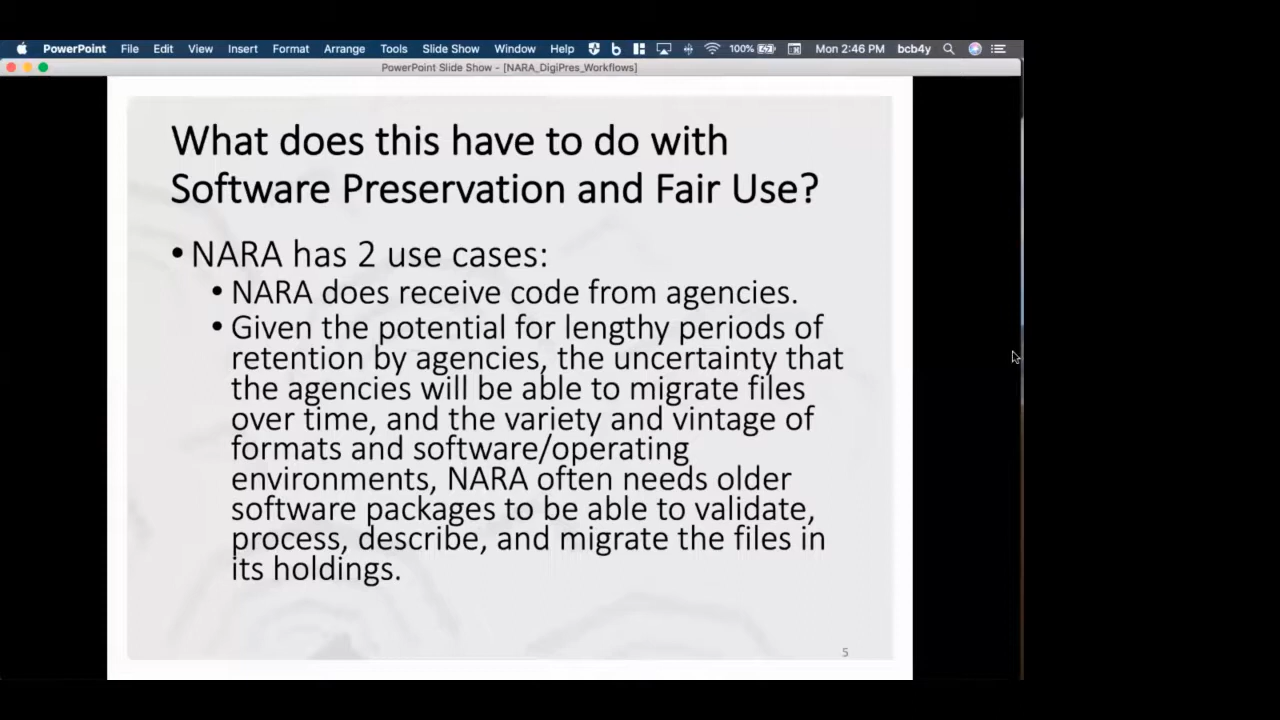 PowerPoint File Edit View Insert Format Arrange Tools Slide Show Window Help 100% Mon 2:46 PM bcb4y
PowerPoint Slide Show - [NARA_DigiPres_Workflows]
What does this have to do with
Software Preservation and Fair Use?
• NARA has 2 use cases:
• NARA does receive code from agencies.
• Given the potential for lengthy periods of
retention by agencies, the uncertainty that
the agencies will be able to migrate files
over time, and the variety and vintage of
formats and software/operating
environments, NARA often needs older
software packages to be able to validate,
process, describe, and migrate the files in
its holdings.
5